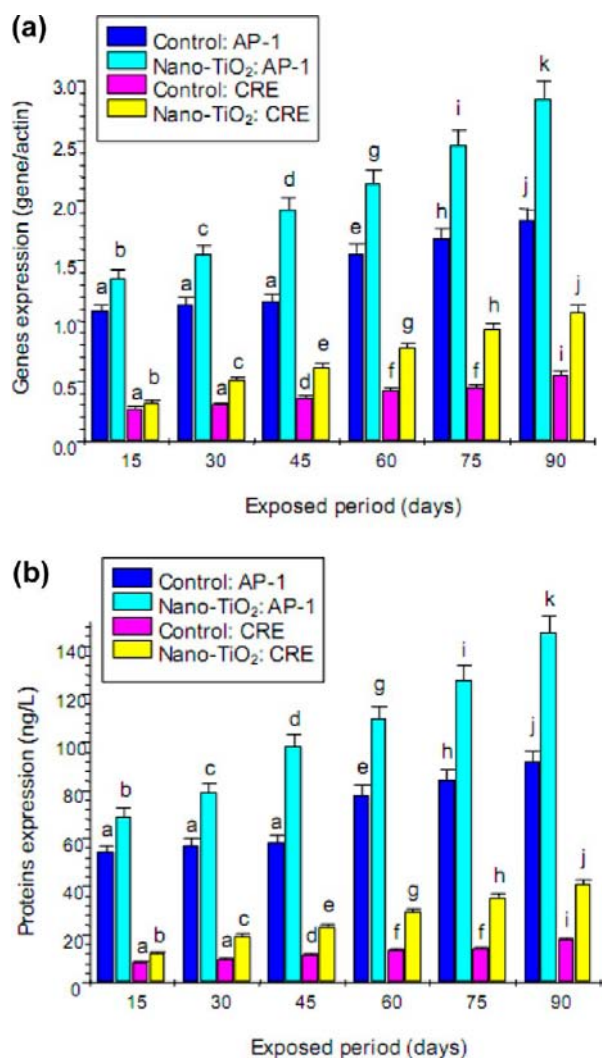 (a)
Control: AP-1
Nano-TiO₂: AP-1
Control: CRE
Nano-TiO₂: CRE
Genes expression (gene/actin)
3.0
2.5
2.0
1.5
1.0
0.5
0.0
a b a b
a c a c
a d d e
e g f g
h i f h
j k i j
15 30 45 60 75 90
Exposed period (days)
(b)
Control: AP-1
Nano-TiO₂: AP-1
Control: CRE
Nano-TiO₂: CRE
Proteins expression (ng/L)
140
120
100
80
60
40
20
0
a b a b
a c a c
a d d e
e g f g
h i f h
j k i j
15 30 45 60 75 90
Exposed period (days)